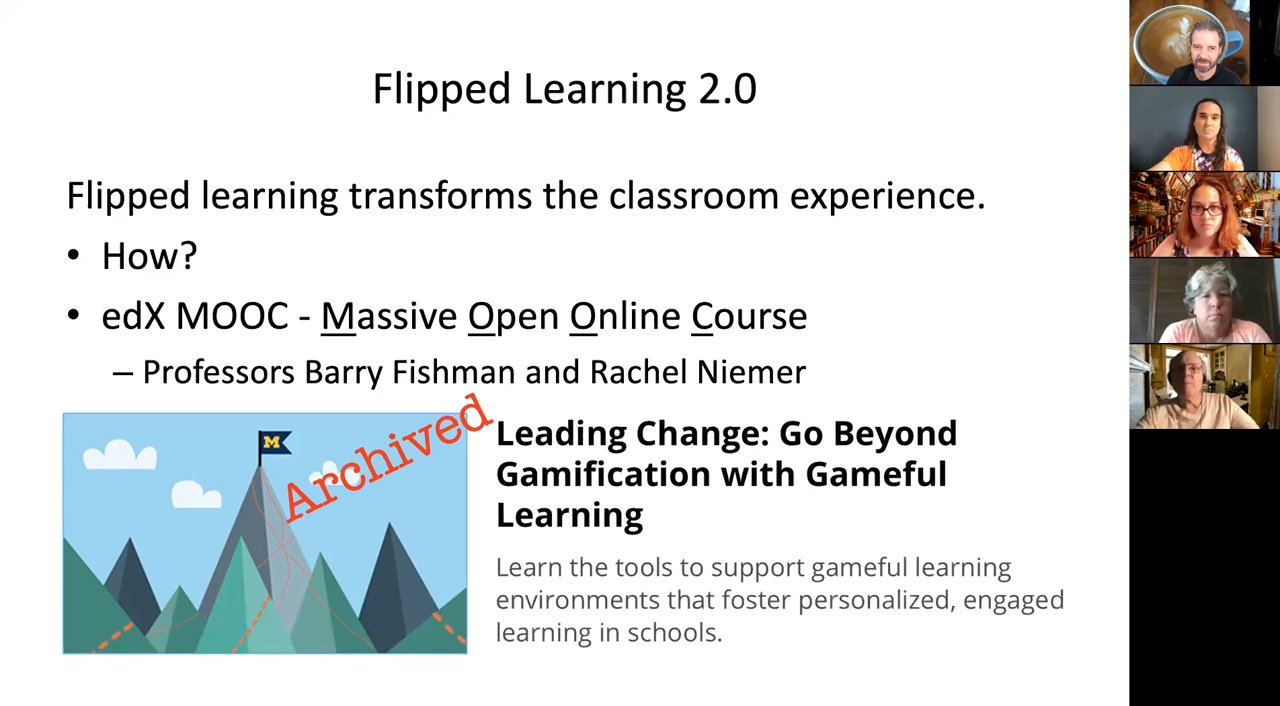 Flipped Learning 2.0
Flipped learning transforms the classroom experience.
• How?
• edX MOOC - Massive Open Online Course
– Professors Barry Fishman and Rachel Niemer
M
Archived
Leading Change: Go Beyond
Gamification with Gameful
Learning
Learn the tools to support gameful learning
environments that foster personalized, engaged
learning in schools.